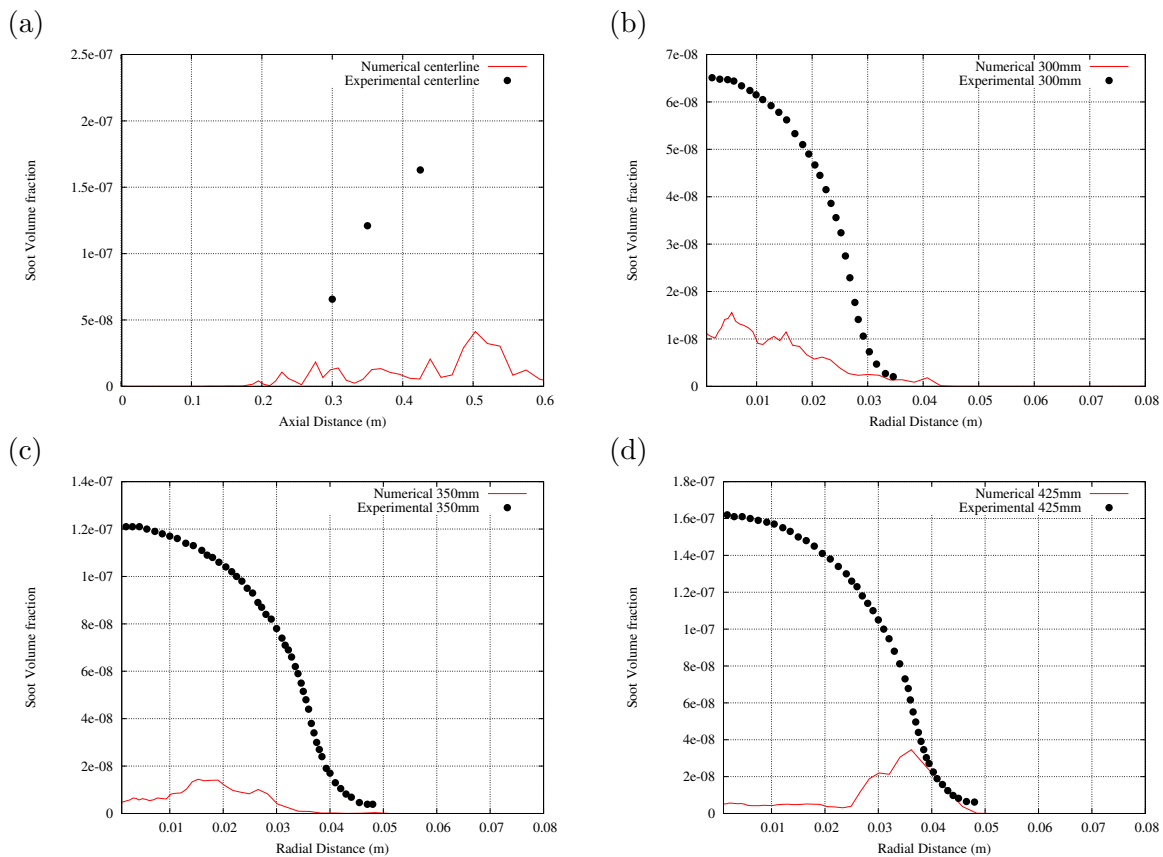 (a)
2.5e-07
2e-07
1.5e-07
1e-07
5e-08
0
0 0.1 0.2 0.3 0.4 0.5 0.6
Soot Volume fraction
Axial Distance (m)
Numerical centerline
Experimental centerline
(b)
7e-08
6e-08
5e-08
4e-08
3e-08
2e-08
1e-08
0
0.01 0.02 0.03 0.04 0.05 0.06 0.07 0.08
Soot Volume fraction
Radial Distance (m)
Numerical 300mm
Experimental 300mm
(c)
1.4e-07
1.2e-07
1e-07
8e-08
6e-08
4e-08
2e-08
0
0.01 0.02 0.03 0.04 0.05 0.06 0.07 0.08
Soot Volume fraction
Radial Distance (m)
Numerical 350mm
Experimental 350mm
(d)
1.8e-07
1.6e-07
1.4e-07
1.2e-07
1e-07
8e-08
6e-08
4e-08
2e-08
0
0.01 0.02 0.03 0.04 0.05 0.06 0.07 0.08
Soot Volume fraction
Radial Distance (m)
Numerical 425mm
Experimental 425mm